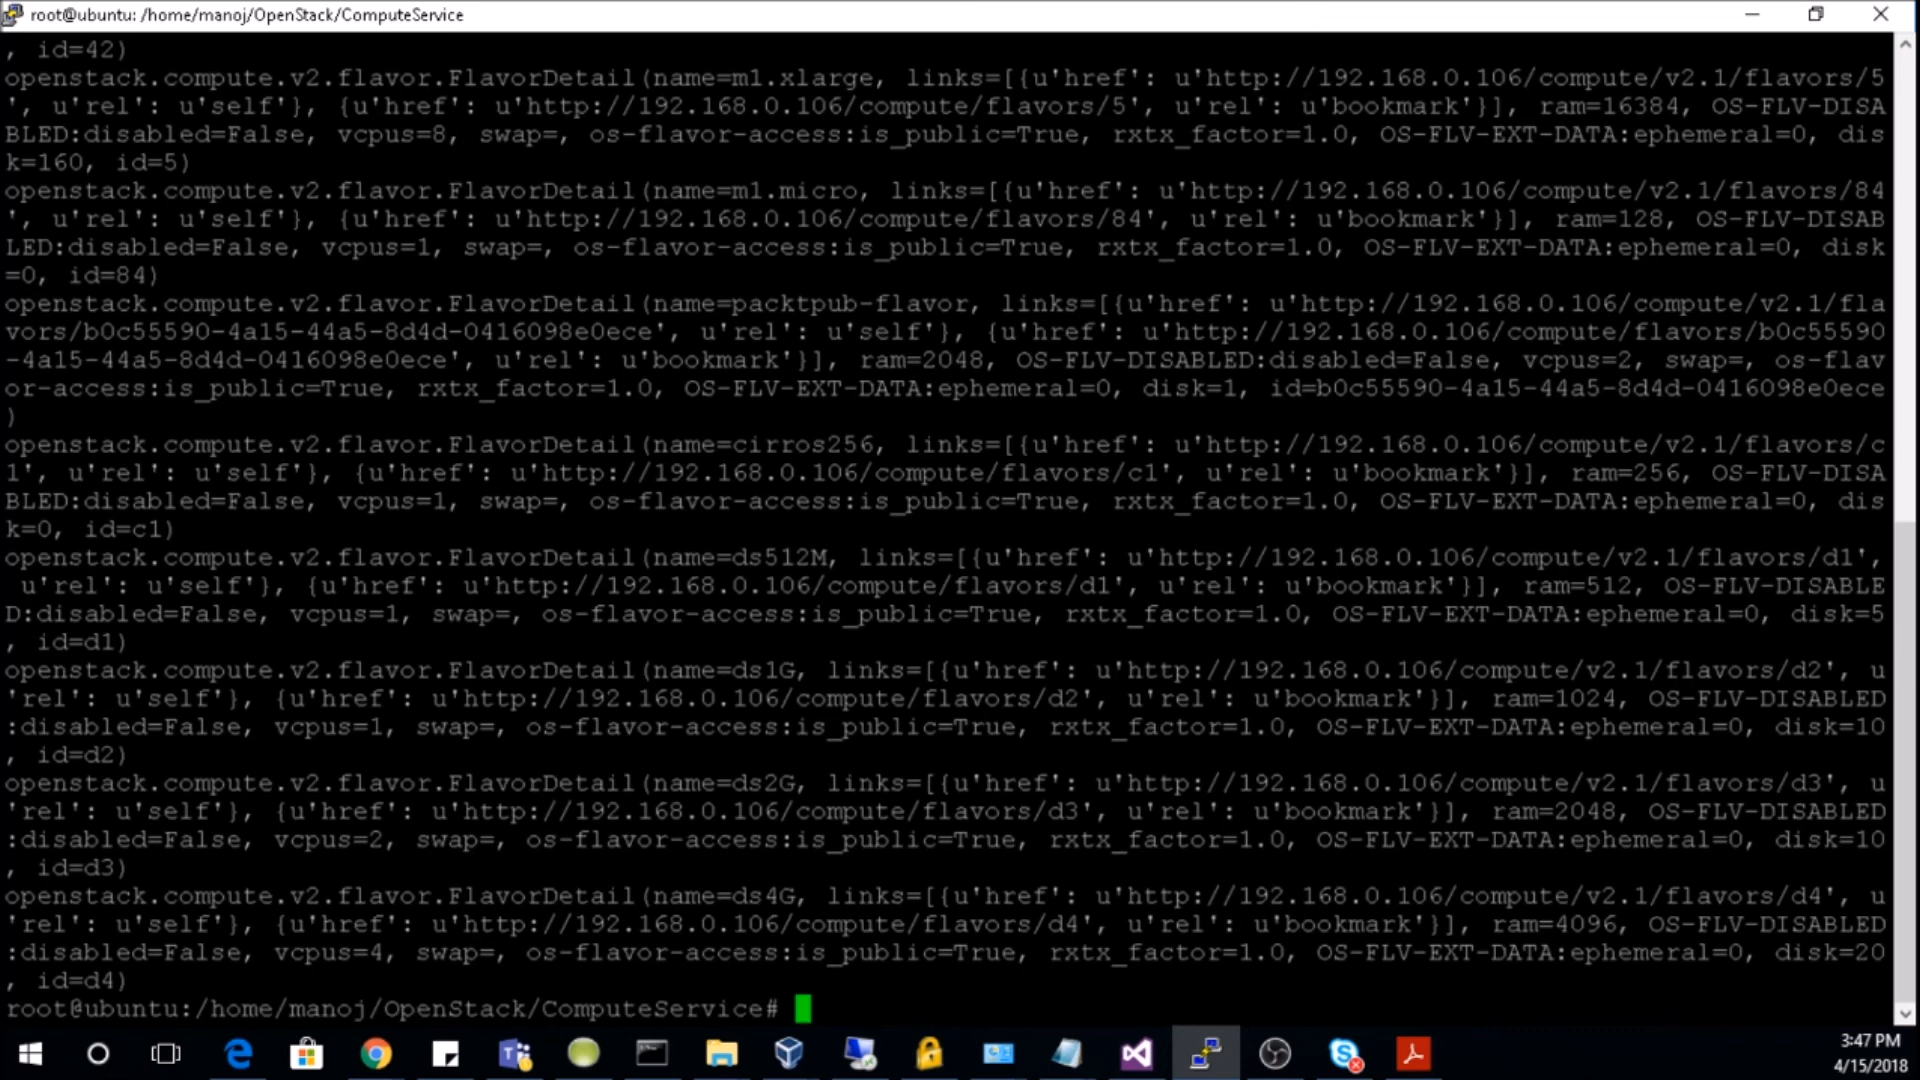 root@ubuntu: /home/manoj/OpenStack/ComputeService
, id=42)
openstack.compute.v2.flavor.FlavorDetail(name=m1.xlarge, links=[{u'href': u'http://192.168.0.106/compute/v2.1/flavors/5
', u'rel': u'self'}, {u'href': u'http://192.168.0.106/compute/flavors/5', u'rel': u'bookmark'}], ram=16384, OS-FLV-DISA
BLED:disabled=False, vcpus=8, swap=, os-flavor-access:is_public=True, rxtx_factor=1.0, OS-FLV-EXT-DATA:ephemeral=0, dis
k=160, id=5)
openstack.compute.v2.flavor.FlavorDetail(name=m1.micro, links=[{u'href': u'http://192.168.0.106/compute/v2.1/flavors/84
', u'rel': u'self'}, {u'href': u'http://192.168.0.106/compute/flavors/84', u'rel': u'bookmark'}], ram=128, OS-FLV-DISAB
LED:disabled=False, vcpus=1, swap=, os-flavor-access:is_public=True, rxtx_factor=1.0, OS-FLV-EXT-DATA:ephemeral=0, disk
=0, id=84)
openstack.compute.v2.flavor.FlavorDetail(name=packtpub-flavor, links=[{u'href': u'http://192.168.0.106/compute/v2.1/fla
vors/b0c55590-4a15-44a5-8d4d-0416098e0ece', u'rel': u'self'}, {u'href': u'http://192.168.0.106/compute/flavors/b0c55590
-4a15-44a5-8d4d-0416098e0ece', u'rel': u'bookmark'}], ram=2048, OS-FLV-DISABLED:disabled=False, vcpus=2, swap=, os-flav
or-access:is_public=True, rxtx_factor=1.0, OS-FLV-EXT-DATA:ephemeral=0, disk=1, id=b0c55590-4a15-44a5-8d4d-0416098e0ece
)
openstack.compute.v2.flavor.FlavorDetail(name=cirros256, links=[{u'href': u'http://192.168.0.106/compute/v2.1/flavors/c
1', u'rel': u'self'}, {u'href': u'http://192.168.0.106/compute/flavors/c1', u'rel': u'bookmark'}], ram=256, OS-FLV-DISA
BLED:disabled=False, vcpus=1, swap=, os-flavor-access:is_public=True, rxtx_factor=1.0, OS-FLV-EXT-DATA:ephemeral=0, dis
k=0, id=c1)
openstack.compute.v2.flavor.FlavorDetail(name=ds512M, links=[{u'href': u'http://192.168.0.106/compute/v2.1/flavors/d1',
 u'rel': u'self'}, {u'href': u'http://192.168.0.106/compute/flavors/d1', u'rel': u'bookmark'}], ram=512, OS-FLV-DISABLE
D:disabled=False, vcpus=1, swap=, os-flavor-access:is_public=True, rxtx_factor=1.0, OS-FLV-EXT-DATA:ephemeral=0, disk=5
, id=d1)
openstack.compute.v2.flavor.FlavorDetail(name=ds1G, links=[{u'href': u'http://192.168.0.106/compute/v2.1/flavors/d2', u
'rel': u'self'}, {u'href': u'http://192.168.0.106/compute/flavors/d2', u'rel': u'bookmark'}], ram=1024, OS-FLV-DISABLED
:disabled=False, vcpus=1, swap=, os-flavor-access:is_public=True, rxtx_factor=1.0, OS-FLV-EXT-DATA:ephemeral=0, disk=10
, id=d2)
openstack.compute.v2.flavor.FlavorDetail(name=ds2G, links=[{u'href': u'http://192.168.0.106/compute/v2.1/flavors/d3', u
'rel': u'self'}, {u'href': u'http://192.168.0.106/compute/flavors/d3', u'rel': u'bookmark'}], ram=2048, OS-FLV-DISABLED
:disabled=False, vcpus=2, swap=, os-flavor-access:is_public=True, rxtx_factor=1.0, OS-FLV-EXT-DATA:ephemeral=0, disk=10
, id=d3)
openstack.compute.v2.flavor.FlavorDetail(name=ds4G, links=[{u'href': u'http://192.168.0.106/compute/v2.1/flavors/d4', u
'rel': u'self'}, {u'href': u'http://192.168.0.106/compute/flavors/d4', u'rel': u'bookmark'}], ram=4096, OS-FLV-DISABLED
:disabled=False, vcpus=4, swap=, os-flavor-access:is_public=True, rxtx_factor=1.0, OS-FLV-EXT-DATA:ephemeral=0, disk=20
, id=d4)
root@ubuntu:/home/manoj/OpenStack/ComputeService#
3:47 PM
4/15/2018